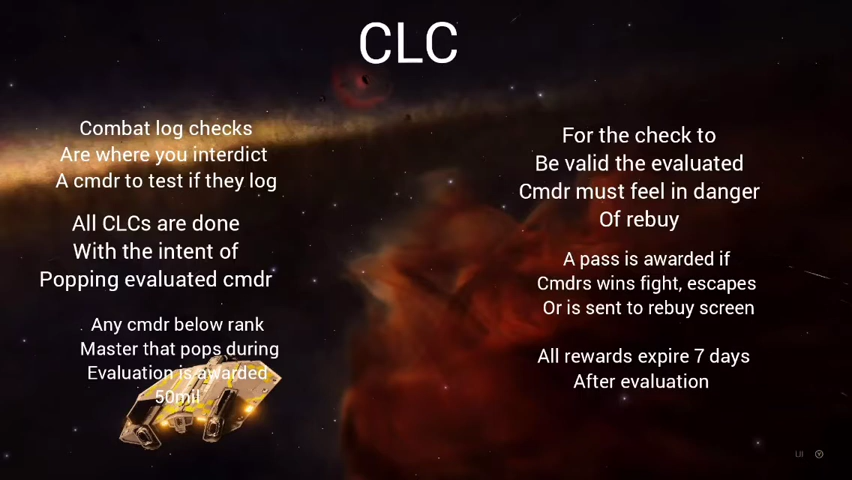 CLC
Combat log checks
Are where you interdict
A cmdr to test if they log
All CLCs are done
With the intent of
Popping evaluated cmdr
Any cmdr below rank
Master that pops during
Evaluation is awarded
50mil
For the check to
Be valid the evaluated
Cmdr must feel in danger
Of rebuy
A pass is awarded if
Cmdrs wins fight, escapes
Or is sent to rebuy screen
All rewards expire 7 days
After evaluation
UI Y